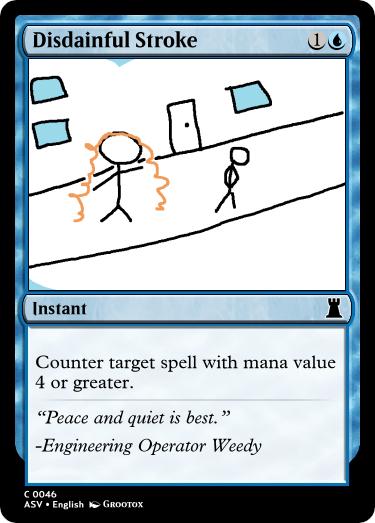 Disdainful Stroke 1
Instant
Counter target spell with mana value
4 or greater.
“Peace and quiet is best.”
-Engineering Operator Weedy
C 0046
ASV • English Grootox